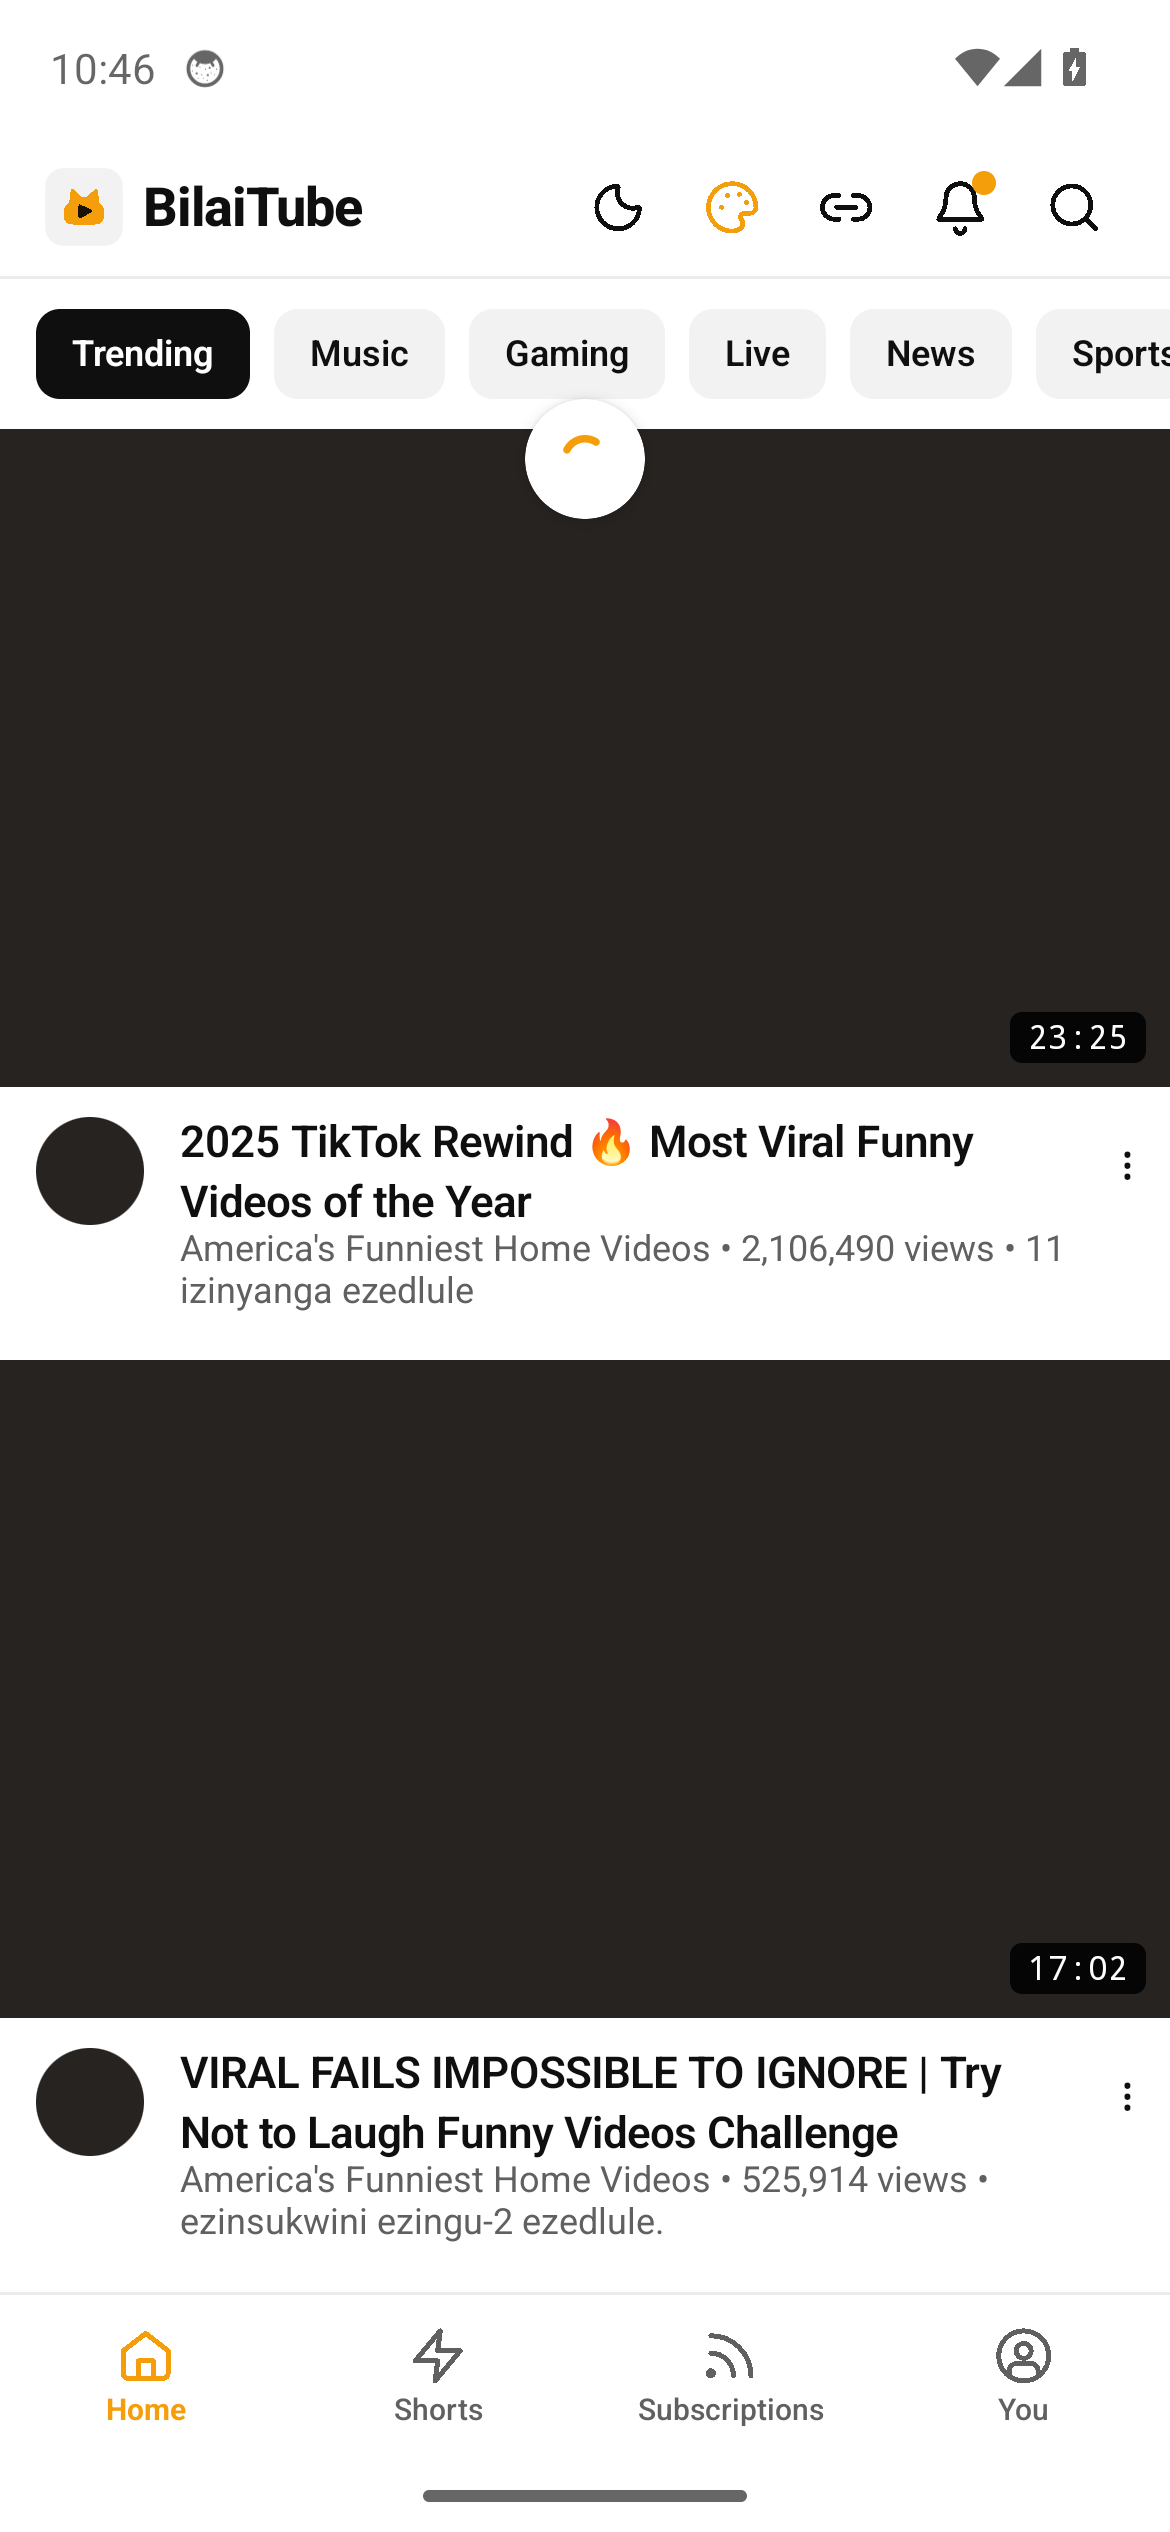 10:46
BilaiTube
Trending
Music
Gaming
Live
News
Sports
23:25
2025 TikTok Rewind 🔥 Most Viral Funny
Videos of the Year
America's Funniest Home Videos • 2,106,490 views • 11
izinyanga ezedlule
17:02
VIRAL FAILS IMPOSSIBLE TO IGNORE | Try
Not to Laugh Funny Videos Challenge
America's Funniest Home Videos • 525,914 views •
ezinsukwini ezingu-2 ezedlule.
Home
Shorts
Subscriptions
You